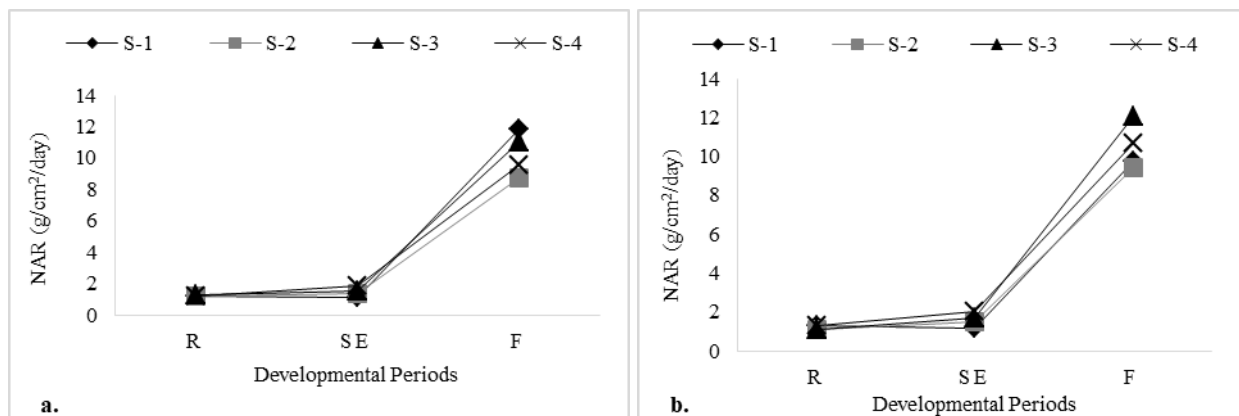 S-1 S-2 S-3 S-4
14
12
10
8
6
4
2
0
NAR (g/cm²/day)
R S E F
Developmental Periods
a.
S-1 S-2 S-3 S-4
14
12
10
8
6
4
2
0
NAR (g/cm²/day)
R S E F
Developmental Periods
b.